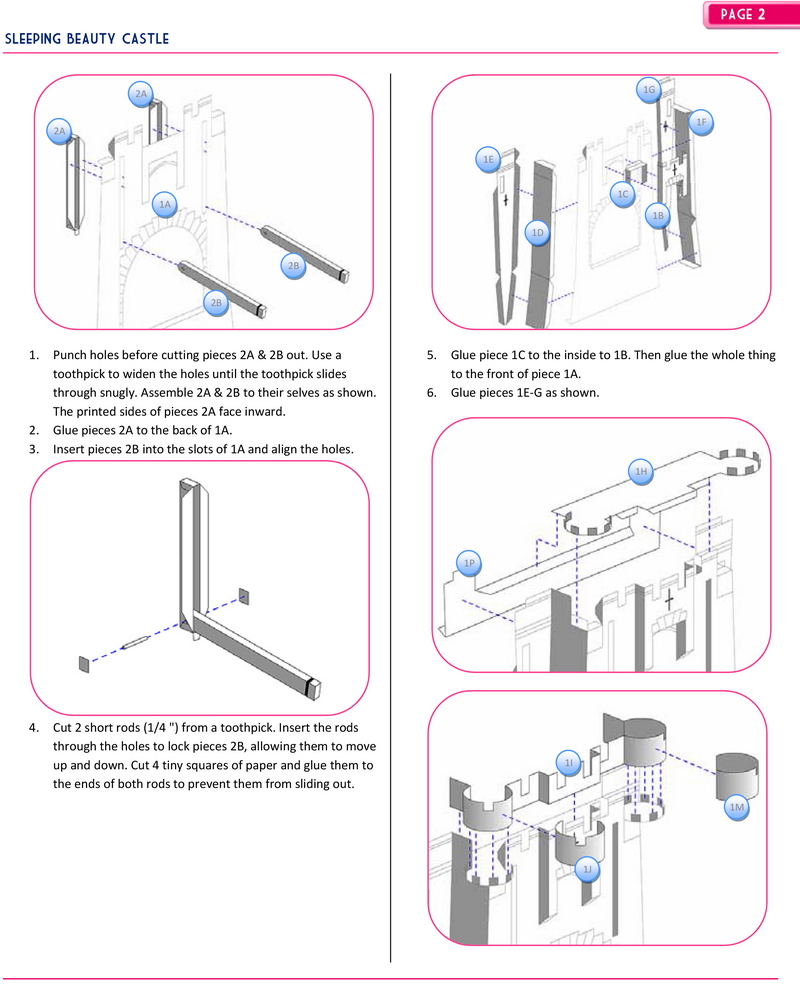 PAGE 2
SLEEPING BEAUTY CASTLE
2A
2A
1A
2B
2B
1. Punch holes before cutting pieces 2A & 2B out. Use a
toothpick to widen the holes until the toothpick slides
through snugly. Assemble 2A & 2B to their selves as shown.
The printed sides of pieces 2A face inward.
2. Glue pieces 2A to the back of 1A.
3. Insert pieces 2B into the slots of 1A and align the holes.
4. Cut 2 short rods (1/4 ") from a toothpick. Insert the rods
through the holes to lock pieces 2B, allowing them to move
up and down. Cut 4 tiny squares of paper and glue them to
the ends of both rods to prevent them from sliding out.
1G
1F
1E
1C
1B
1D
5. Glue piece 1C to the inside to 1B. Then glue the whole thing
to the front of piece 1A.
6. Glue pieces 1E-G as shown.
1H
1P
1I
1M
1J